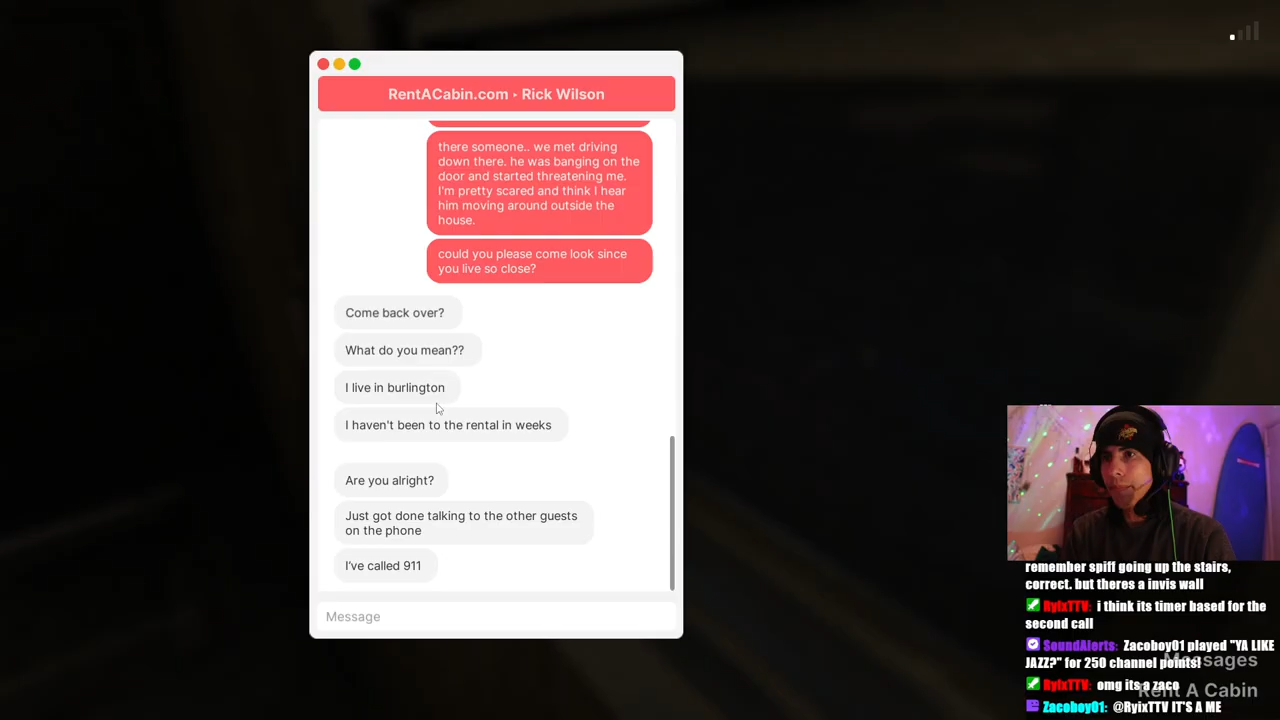 RentACabin.com ‣ Rick Wilson
there someone.. we met driving
down there. he was banging on the
door and started threatening me.
I'm pretty scared and think I hear
him moving around outside the
house.
could you please come look since
you live so close?
Come back over?
What do you mean??
I live in burlington
I haven't been to the rental in weeks
Are you alright?
Just got done talking to the other guests
on the phone
I've called 911
Message
remember spiff going up the stairs,
correct. but theres a invis wall
RyixTTV: i think its timer based for the
second call
SoundAlerts: Zacoboy01 played "YA LIKE
JAZZ?" for 250 channel points!
RyixTTV: omg its a zaco
Zacoboy01: @RyixTTV IT'S A ME
Messages
Rent A Cabin